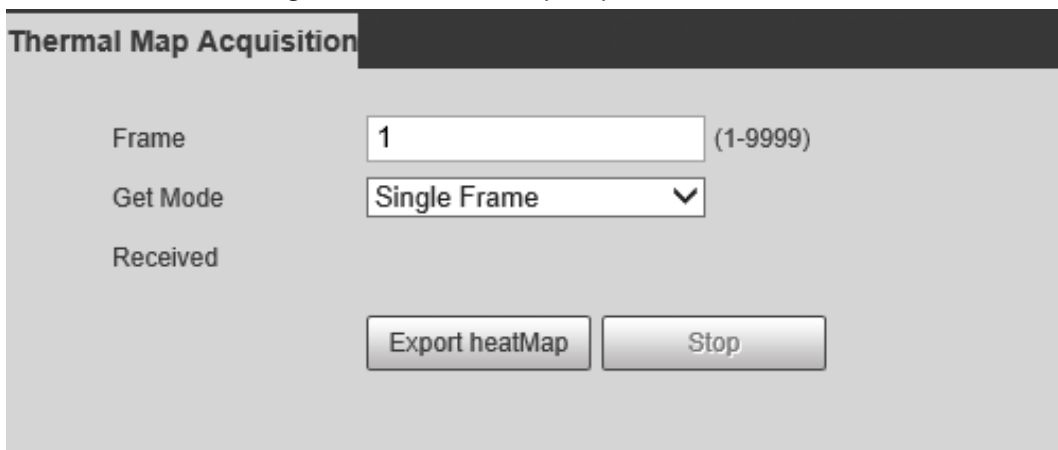 Thermal Map Acquisition
Frame 1 (1-9999)
Get Mode Single Frame
Received
Export heatMap Stop